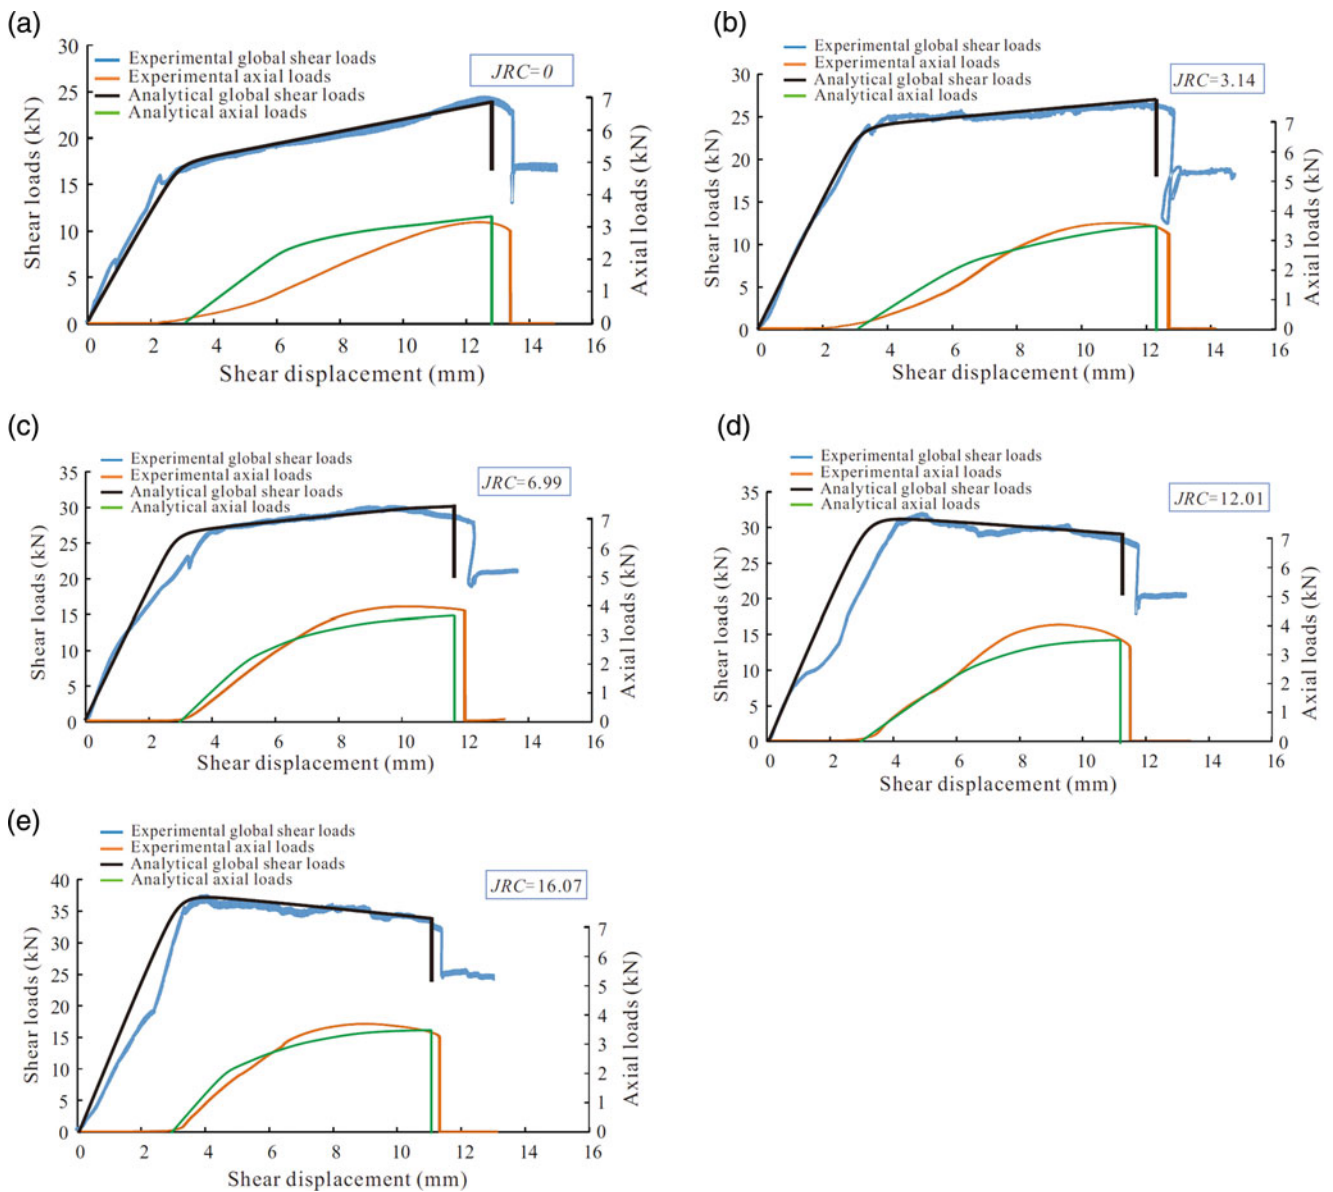 (a)
Experimental global shear loads
Experimental axial loads
Analytical global shear loads
Analytical axial loads
JRC=0
Shear loads (kN)
30
25
20
15
10
5
0
Axial loads (kN)
7
6
5
4
3
2
1
0
0 2 4 6 8 10 12 14 16
Shear displacement (mm)
(b)
Experimental global shear loads
Experimental axial loads
Analytical global shear loads
Analytical axial loads
JRC=3.14
Shear loads (kN)
30
25
20
15
10
5
0
Axial loads (kN)
7
6
5
4
3
2
1
0
0 2 4 6 8 10 12 14 16
Shear displacement (mm)
(c)
Experimental global shear loads
Experimental axial loads
Analytical global shear loads
Analytical axial loads
JRC=6.99
Shear loads (kN)
35
30
25
20
15
10
5
0
Axial loads (kN)
7
6
5
4
3
2
1
0
0 2 4 6 8 10 12 14 16
Shear displacement (mm)
(d)
Experimental global shear loads
Experimental axial loads
Analytical global shear loads
Analytical axial loads
JRC=12.01
Shear loads (kN)
35
30
25
20
15
10
5
0
Axial loads (kN)
7
6
5
4
3
2
1
0
0 2 4 6 8 10 12 14 16
Shear displacement (mm)
(e)
Experimental global shear loads
Experimental axial loads
Analytical global shear loads
Analytical axial loads
JRC=16.07
Shear loads (kN)
40
35
30
25
20
15
10
5
0
Axial loads (kN)
7
6
5
4
3
2
1
0
0 2 4 6 8 10 12 14 16
Shear displacement (mm)